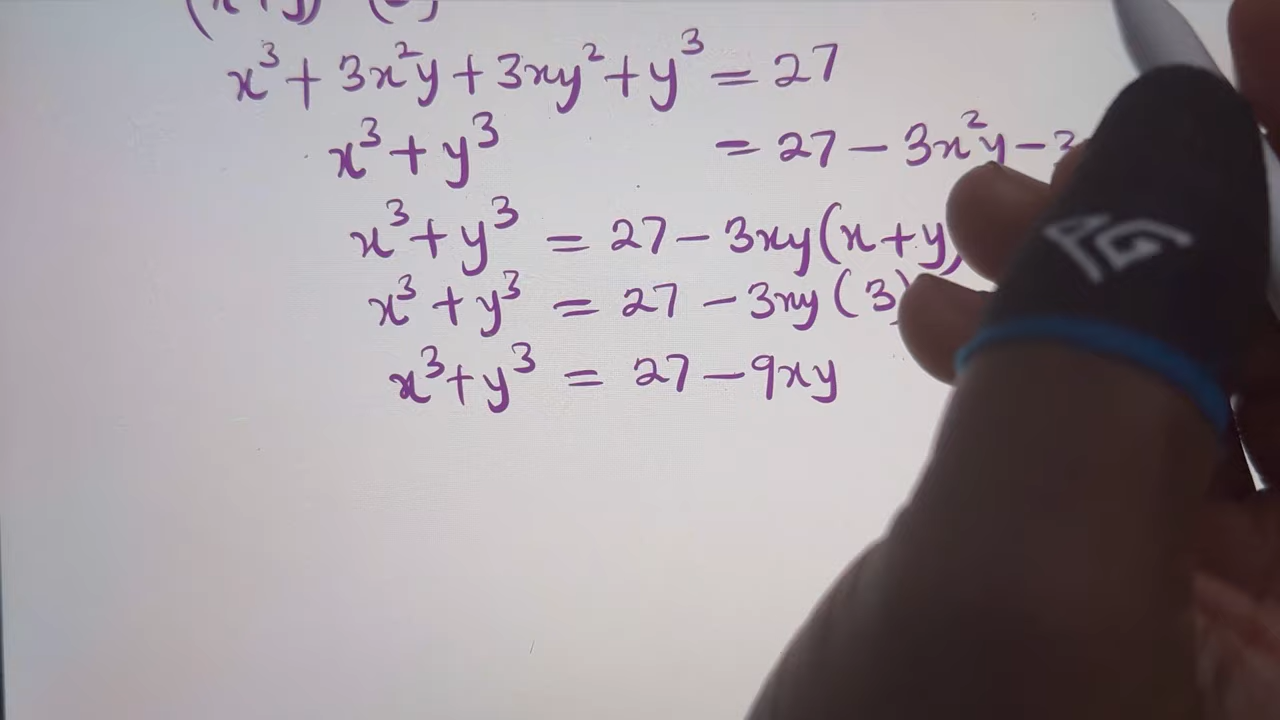 x³ + 3x²y + 3xy² + y³ = 27
x³ + y³ = 27 − 3x²y − 3
x³ + y³ = 27 − 3xy(x + y)
x³ + y³ = 27 − 3xy(3)
x³ + y³ = 27 − 9xy